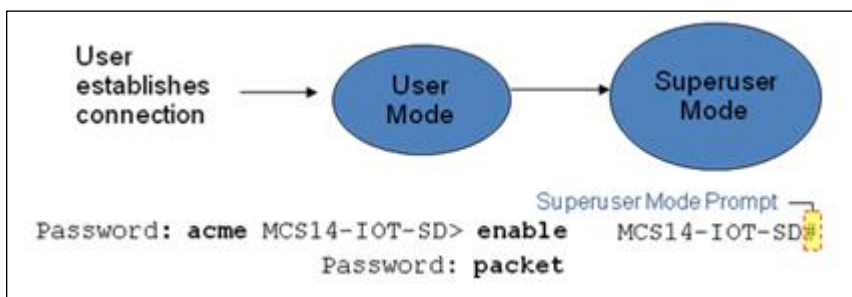 User
establishes
connection
User
Mode
Superuser
Mode
Superuser Mode Prompt
Password: acme MCS14-IOT-SD> enable MCS14-IOT-SD#
Password: packet